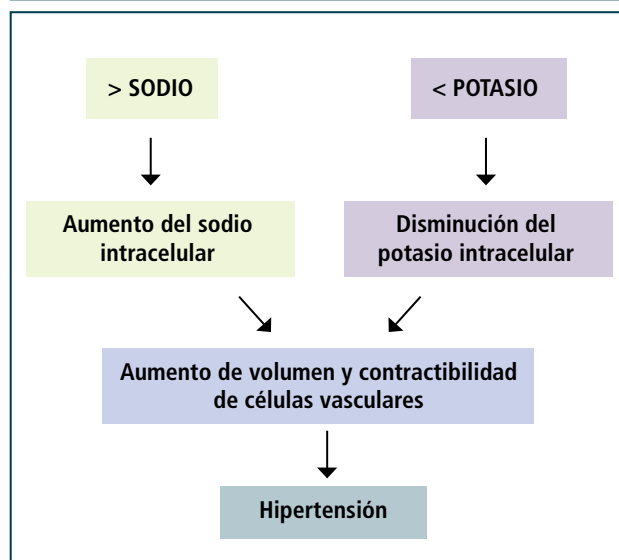 > SODIO
< POTASIO
Aumento del sodio
intracelular
Disminución del
potasio intracelular
Aumento de volumen y contractibilidad
de células vasculares
Hipertensión